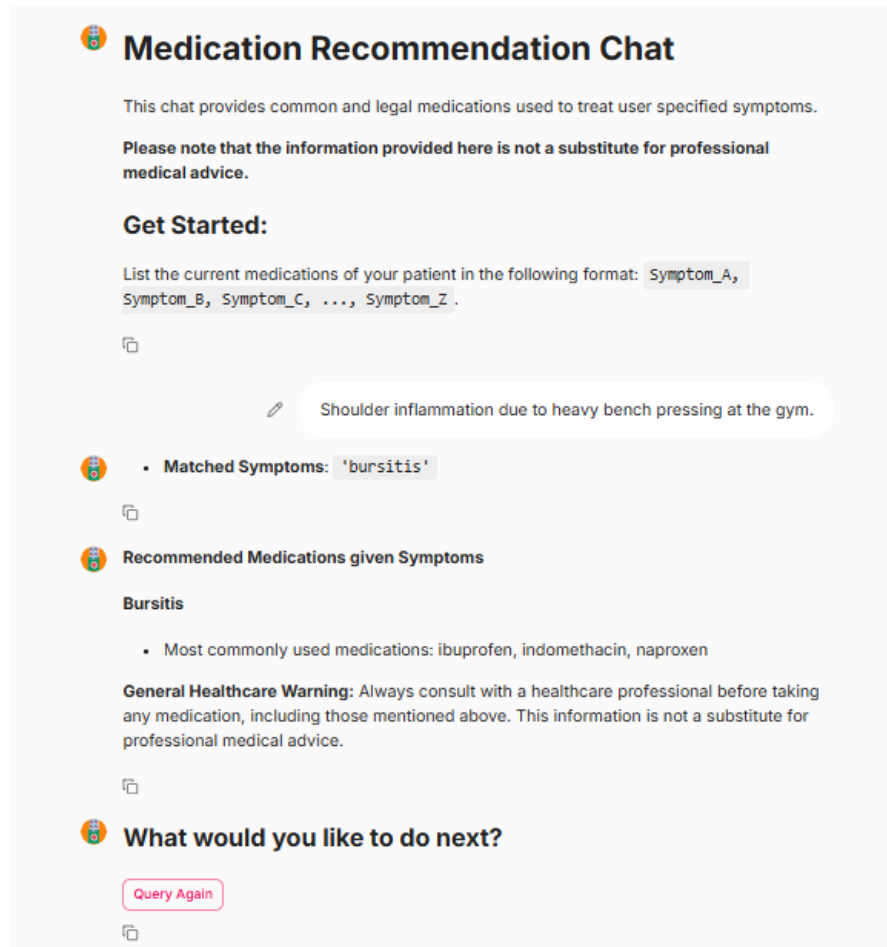 Medication Recommendation Chat
This chat provides common and legal medications used to treat user specified symptoms.
Please note that the information provided here is not a substitute for professional
medical advice.
Get Started:
List the current medications of your patient in the following format: Symptom_A,
Symptom_B, Symptom_C, ..., Symptom_Z.
Shoulder inflammation due to heavy bench pressing at the gym.
• Matched Symptoms: 'bursitis'
Recommended Medications given Symptoms
Bursitis
• Most commonly used medications: ibuprofen, indomethacin, naproxen
General Healthcare Warning: Always consult with a healthcare professional before taking
any medication, including those mentioned above. This information is not a substitute for
professional medical advice.
What would you like to do next?
Query Again